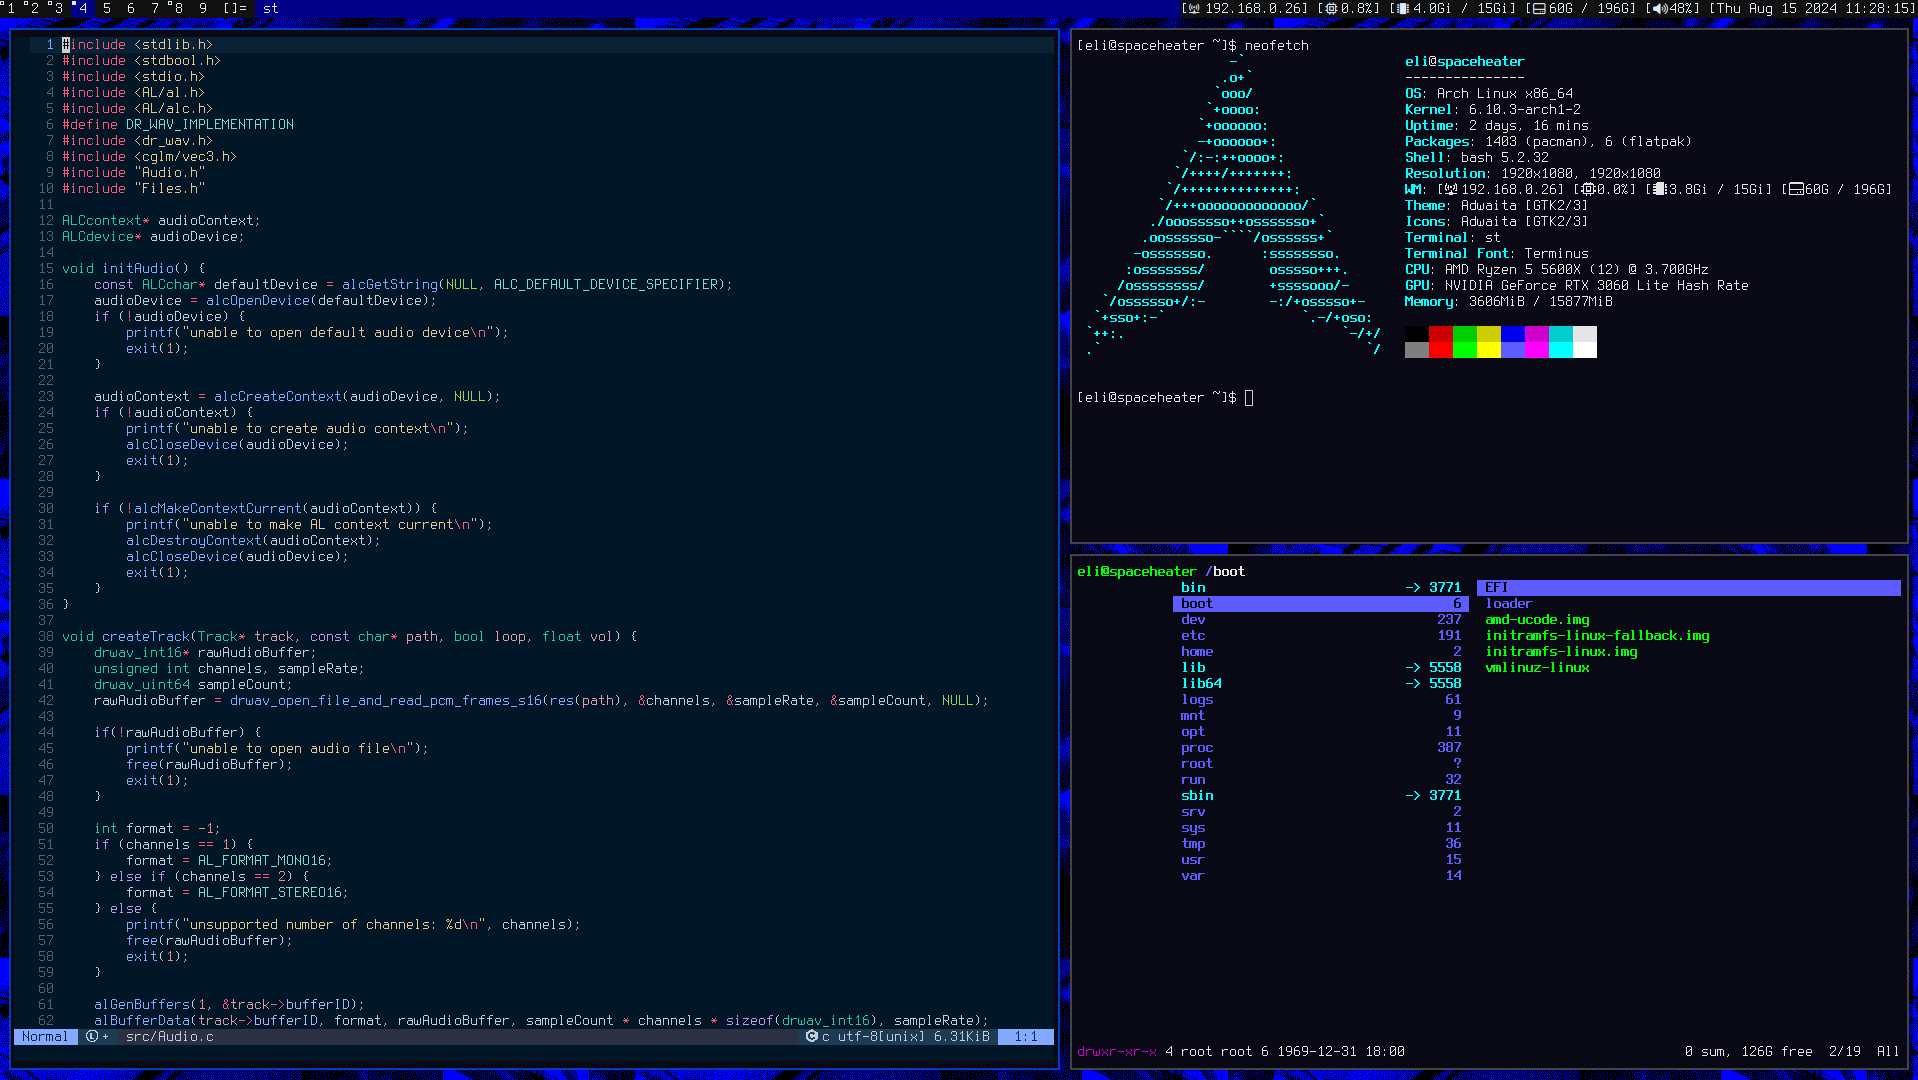 1 2 3 4 5 6 7 8 9 []= st
[192.168.0.26] [0.8%] [4.0Gi / 15Gi] [60G / 196G] [48%] [Thu Aug 15 2024 11:28:15]
1 #include <stdlib.h>
2 #include <stdbool.h>
3 #include <stdio.h>
4 #include <AL/al.h>
5 #include <AL/alc.h>
6 #define DR_WAV_IMPLEMENTATION
7 #include <dr_wav.h>
8 #include <cglm/vec3.h>
9 #include "Audio.h"
10 #include "Files.h"
11
12 ALCcontext* audioContext;
13 ALCdevice* audioDevice;
14
15 void initAudio() {
16     const ALCchar* defaultDevice = alcGetString(NULL, ALC_DEFAULT_DEVICE_SPECIFIER);
17     audioDevice = alcOpenDevice(defaultDevice);
18     if (!audioDevice) {
19         printf("unable to open default audio device\n");
20         exit(1);
21     }
22
23     audioContext = alcCreateContext(audioDevice, NULL);
24     if (!audioContext) {
25         printf("unable to create audio context\n");
26         alcCloseDevice(audioDevice);
27         exit(1);
28     }
29
30     if (!alcMakeContextCurrent(audioContext)) {
31         printf("unable to make AL context current\n");
32         alcDestroyContext(audioContext);
33         alcCloseDevice(audioDevice);
34         exit(1);
35     }
36 }
37
38 void createTrack(Track* track, const char* path, bool loop, float vol) {
39     drwav_int16* rawAudioBuffer;
40     unsigned int channels, sampleRate;
41     drwav_uint64 sampleCount;
42     rawAudioBuffer = drwav_open_file_and_read_pcm_frames_s16(res(path), &channels, &sampleRate, &sampleCount, NULL);
43
44     if(!rawAudioBuffer) {
45         printf("unable to open audio file\n");
46         free(rawAudioBuffer);
47         exit(1);
48     }
49
50     int format = -1;
51     if (channels == 1) {
52         format = AL_FORMAT_MONO16;
53     } else if (channels == 2) {
54         format = AL_FORMAT_STEREO16;
55     } else {
56         printf("unsupported number of channels: %d\n", channels);
57         free(rawAudioBuffer);
58         exit(1);
59     }
60
61     alGenBuffers(1, &track->bufferID);
62     alBufferData(track->bufferID, format, rawAudioBuffer, sampleCount * channels * sizeof(drwav_int16), sampleRate);
Normal + src/Audio.c c utf-8[unix] 6.31KiB 1:1
[eli@spaceheater ~]$ neofetch
-`
.o+`
`ooo/
`+oooo:
`+oooooo:
-+oooooo+:
`/:-:++oooo+:
`/++++/+++++++:
`/++++++++++++++:
`/+++ooooooooooooo/`
./ooosssso++osssssso+`
.oossssso-````/ossssss+`
-osssssso.      :ssssssso.
:osssssss/        osssso+++.
/ossssssss/        +ssssooo/-
`/ossssso+/:-        -:/+osssso+-
`+sso+:-`                 `.-/+oso:
`++:.                           `-/+/
.`                                 `/
eli@spaceheater
---------------
OS: Arch Linux x86_64
Kernel: 6.10.3-arch1-2
Uptime: 2 days, 16 mins
Packages: 1403 (pacman), 6 (flatpak)
Shell: bash 5.2.32
Resolution: 1920x1080, 1920x1080
WM: [192.168.0.26] [0.0%] [3.8Gi / 15Gi] [60G / 196G]
Theme: Adwaita [GTK2/3]
Icons: Adwaita [GTK2/3]
Terminal: st
Terminal Font: Terminus
CPU: AMD Ryzen 5 5600X (12) @ 3.700GHz
GPU: NVIDIA GeForce RTX 3060 Lite Hash Rate
Memory: 3606MiB / 15877MiB
[eli@spaceheater ~]$
eli@spaceheater /boot
bin -> 3771
boot 6
dev 237
etc 191
home 2
lib -> 5558
lib64 -> 5558
logs 61
mnt 9
opt 11
proc 387
root ?
run 32
sbin -> 3771
srv 2
sys 11
tmp 36
usr 15
var 14
EFI
loader
amd-ucode.img
initramfs-linux-fallback.img
initramfs-linux.img
vmlinuz-linux
drwxr-xr-x 4 root root 6 1969-12-31 18:00 0 sum, 126G free 2/19 All